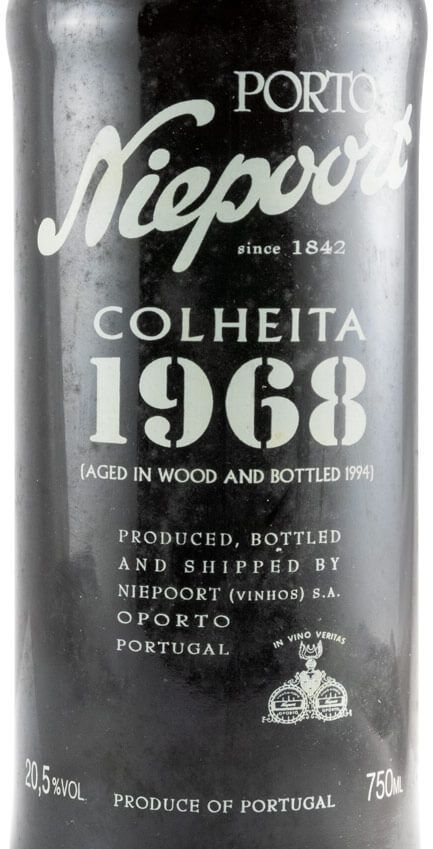 PORTO
Niepoort
since 1842
COLHEITA
1968
(AGED IN WOOD AND BOTTLED 1994)
PRODUCED, BOTTLED
AND SHIPPED BY
NIEPOORT (VINHOS) S.A.
OPORTO
PORTUGAL
IN VINO VERITAS
20,5%VOL.
750ML
PRODUCE OF PORTUGAL